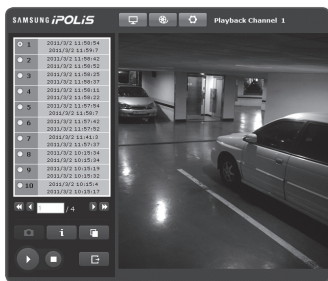 SAMSUNG iPOLiS
Playback Channel 1
1 2011/3/2 11:58:54
2011/3/2 11:59:7
2 2011/3/2 11:58:42
2011/3/2 11:58:52
3 2011/3/2 11:58:25
2011/3/2 11:58:37
4 2011/3/2 11:58:11
2011/3/2 11:58:22
5 2011/3/2 11:57:54
2011/3/2 11:58:7
6 2011/3/2 11:57:42
2011/3/2 11:57:52
7 2011/3/2 11:41:3
2011/3/2 11:57:37
8 2011/3/2 10:15:34
2011/3/2 10:15:34
9 2011/3/2 10:15:19
2011/3/2 10:15:32
10 2011/3/2 10:15:4
2011/3/2 10:15:17
/ 4